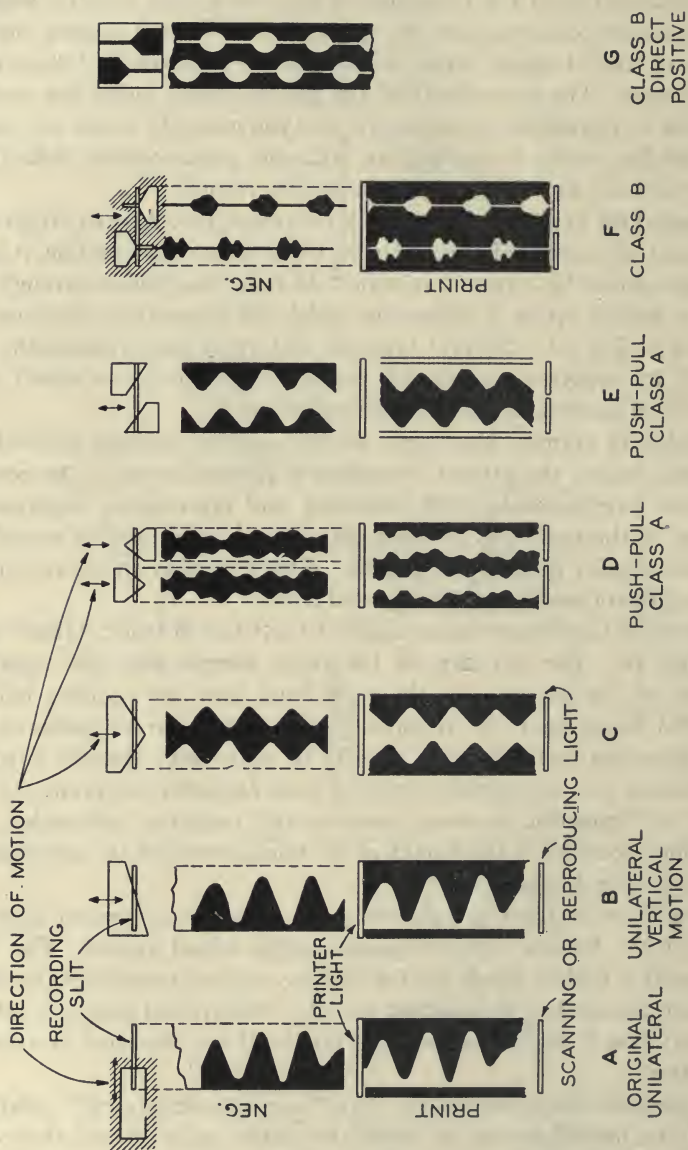 DIRECTION OF MOTION
RECORDING
SLIT
NEG.
PRINTER
LIGHT
PRINT
SCANNING OR REPRODUCING LIGHT
A
ORIGINAL
UNILATERAL
B
UNILATERAL
VERTICAL
MOTION
C
D
PUSH-PULL
CLASS A
E
PUSH-PULL
CLASS A
NEG.
PRINT
F
CLASS B
G
CLASS B
DIRECT
POSITIVE